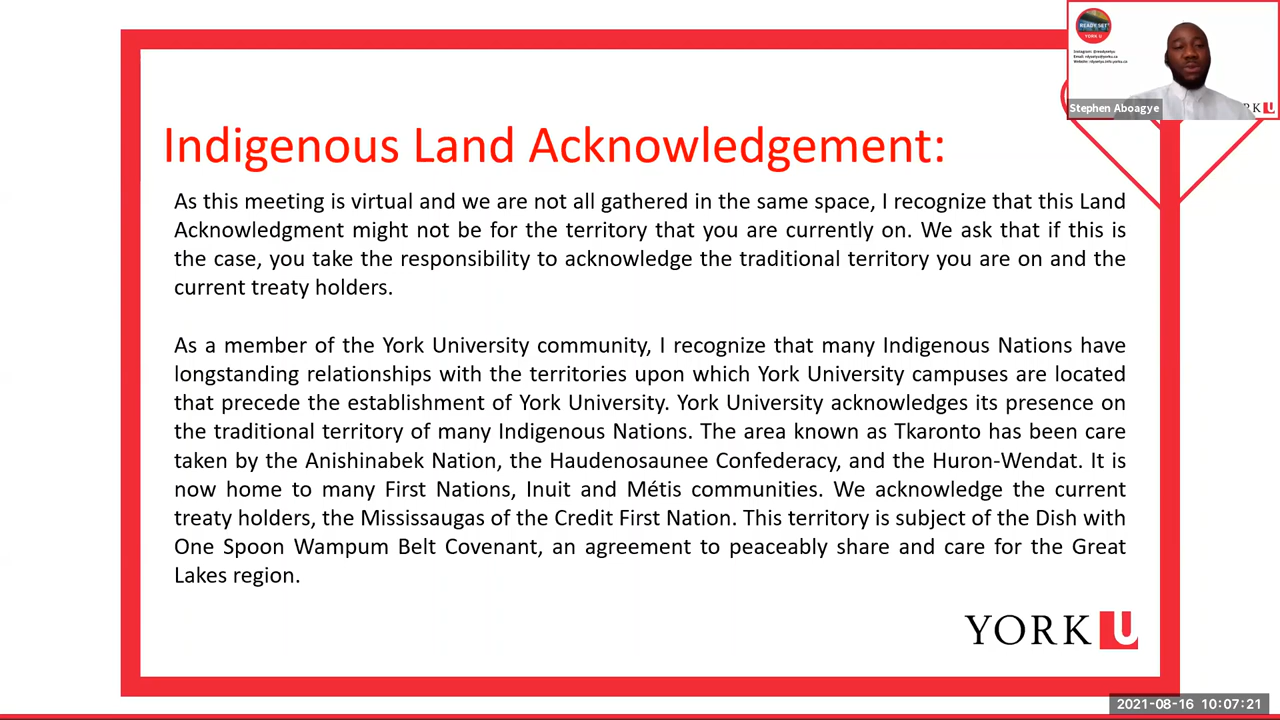 READY SET
YORK U
Instagram: @rdysetyu
Stephen Aboagye
Indigenous Land Acknowledgement:
As this meeting is virtual and we are not all gathered in the same space, I recognize that this Land
Acknowledgment might not be for the territory that you are currently on. We ask that if this is
the case, you take the responsibility to acknowledge the traditional territory you are on and the
current treaty holders.
As a member of the York University community, I recognize that many Indigenous Nations have
longstanding relationships with the territories upon which York University campuses are located
that precede the establishment of York University. York University acknowledges its presence on
the traditional territory of many Indigenous Nations. The area known as Tkaronto has been care
taken by the Anishinabek Nation, the Haudenosaunee Confederacy, and the Huron-Wendat. It is
now home to many First Nations, Inuit and Métis communities. We acknowledge the current
treaty holders, the Mississaugas of the Credit First Nation. This territory is subject of the Dish with
One Spoon Wampum Belt Covenant, an agreement to peaceably share and care for the Great
Lakes region.
YORK U
2021-08-16 10:07:21